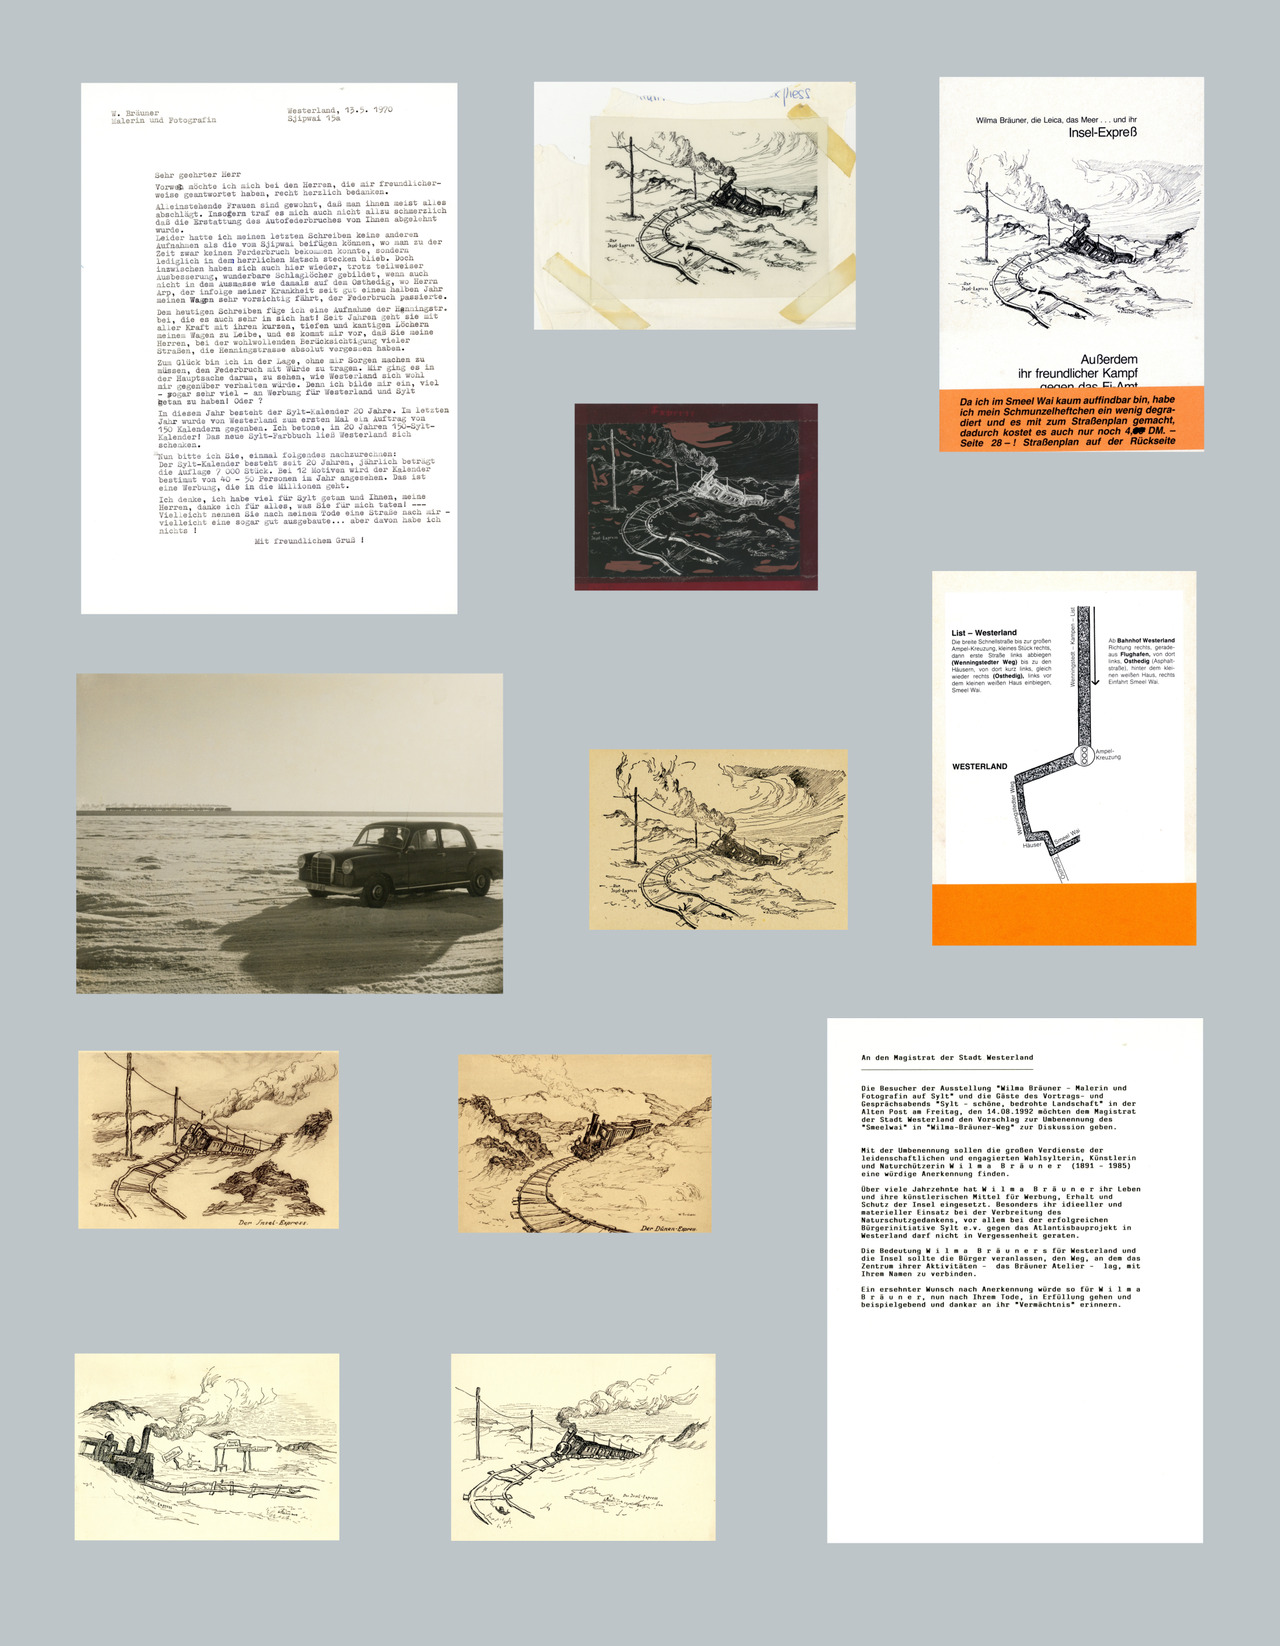 W. Bräuner
Malerin und Fotografin
Westerland, 13.5. 1970
Sjipwai 15a
Sehr geehrter Herr
Vorweg möchte ich mich bei den Herren, die mir freundlicher-
weise geantwortet haben, recht herzlich bedanken.
Alleinstehende Frauen sind gewohnt, daß man ihnen meist alles
abschlägt. Insofern traf es mich auch nicht allzu schmerzlich
daß die Erstattung des Autofederbruches von Ihnen abgelehnt
wurde.
Leider hatte ich meinen letzten Schreiben keine anderen
Aufnahmen als die vom Sjipwai beifügen können, wo man zu der
Zeit zwar keinen Ferderbruch bekommen konnte, sondern
lediglich in dem herrlichen Matsch stecken blieb. Doch
inzwischen haben sich auch hier wieder, trotz teilweiser
Ausbesserung, wunderbare Schlaglöcher gebildet, wenn auch
nicht in dem Ausmasse wie damals auf dem Osthedig, wo Herrn
Arp, der infolge meiner Krankheit seit gut einem halben Jahr
meinen Wagen sehr vorsichtig fährt, der Federbruch passierte.
Dem heutigen Schreiben füge ich eine Aufnahme der Henningstr.
bei, die es auch sehr in sich hat! Seit Jahren geht sie mit
aller Kraft mit ihren kurzen, tiefen und kantigen Löchern
meinem Wagen zu Leibe, und es kommt mir vor, daß Sie meine
Herren, bei der wohlwollenden Berücksichtigung vieler
Straßen, die Henningstrasse absolut vergessen haben.
Zum Glück bin ich in der Lage, ohne mir Sorgen machen zu
müssen, den Federbruch mit Würde zu tragen. Mir ging es in
der Hauptsache darum, zu sehen, wie Westerland sich wohl
mir gegenüber verhalten würde. Denn ich bilde mir ein, viel
- sogar sehr viel - an Werbung für Westerland und Sylt
getan zu haben! Oder ?
In diesem Jahr besteht der Sylt-Kalender 20 Jahre. Im letzten
Jahr wurde von Westerland zum ersten Mal ein Auftrag von
150 Kalendern gegenben. Ich betone, in 20 Jahren 150-Sylt-
Kalender! Das neue Sylt-Farbbuch ließ Westerland sich
schenken.
Nun bitte ich Sie, einmal folgendes nachzurechnen:
Der Sylt-Kalender besteht seit 20 Jahren, jährlich beträgt
die Auflage 7 000 Stück. Bei 12 Motiven wird der Kalender
bestimmt von 40 - 50 Personen im Jahr angesehen. Das ist
eine Werbung, die in die Millionen geht.
Ich denke, ich habe viel für Sylt getan und Ihnen, meine
Herren, danke ich für alles, was Sie für mich taten! ---
Vielleicht nennen Sie nach meinem Tode eine Straße nach mir -
vielleicht eine sogar gut ausgebaute... aber davon habe ich
nichts !
Mit freundlichem Gruß !
Der
Insel-Express
Express
Der
Insel-Express
Wilma Bräuner, die Leica, das Meer . . . und ihr
Insel-Expreß
Der
Insel-Express
Außerdem
ihr freundlicher Kampf
gegen das Fi-Amt
Da ich im Smeel Wai kaum auffindbar bin, habe
ich mein Schmunzelheftchen ein wenig degra-
diert und es mit zum Straßenplan gemacht,
dadurch kostet es auch nur noch 4, DM. –
Seite 28 – ! Straßenplan auf der Rückseite
List – Westerland
Die breite Schnellstraße bis zur großen
Ampel-Kreuzung, kleines Stück rechts,
dann erste Straße links abbiegen
(Wenningstedter Weg) bis zu den
Häusern, von dort kurz links, gleich
wieder rechts (Osthedig), links vor
dem kleinen weißen Haus einbiegen,
Smeel Wai.
Wenningstedt – Kampen – List
Ab Bahnhof Westerland
Richtung rechts, gerade-
aus Flughafen, von dort
links, Osthedig (Asphalt-
straße), hinter dem klei-
nen weißen Haus, rechts
Einfahrt Smeel Wai.
Ampel-
Kreuzung
WESTERLAND
Wenningstedter Weg
Häuser
Smeel Wai
Osthedig
Der
Insel-Express
Der Insel-Express.
Der Dünen-Express.
Der Insel-Express
Der Insel-Express
An den Magistrat der Stadt Westerland
Die Besucher der Ausstellung "Wilma Bräuner - Malerin und
Fotografin auf Sylt" und die Gäste des Vortrags- und
Gesprächsabends "Sylt - schöne, bedrohte Landschaft" in der
Alten Post am Freitag, den 14.08.1992 möchten dem Magistrat
der Stadt Westerland den Vorschlag zur Umbenennung des
"Smeelwai" in "Wilma-Bräuner-Weg" zur Diskussion geben.
Mit der Umbenennung sollen die großen Verdienste der
leidenschaftlichen und engagierten Wahlsylterin, Künstlerin
und Naturchützerin W i l m a B r ä u n e r (1891 - 1985)
eine würdige Anerkennung finden.
Über viele Jahrzehnte hat W i l m a B r ä u n e r ihr Leben
und ihre künstlerischen Mittel für Werbung, Erhalt und
Schutz der Insel eingesetzt. Besonders ihr idieeller und
materieller Einsatz bei der Verbreitung des
Naturschutzgedankens, vor allem bei der erfolgreichen
Bürgerinitiative Sylt e.v. gegen das Atlantisbauprojekt in
Westerland darf nicht in Vergessenheit geraten.
Die Bedeutung W i l m a B r ä u n e r s für Westerland und
die Insel sollte die Bürger veranlassen, den Weg, an dem das
Zentrum ihrer Aktivitäten - das Bräuner Atelier - lag, mit
Ihrem Namen zu verbinden.
Ein ersehnter Wunsch nach Anerkennung würde so für W i l m a
B r ä u n e r, nun nach Ihrem Tode, in Erfüllung gehen und
beispielgebend und dankar an ihr "Vermächtnis" erinnern.